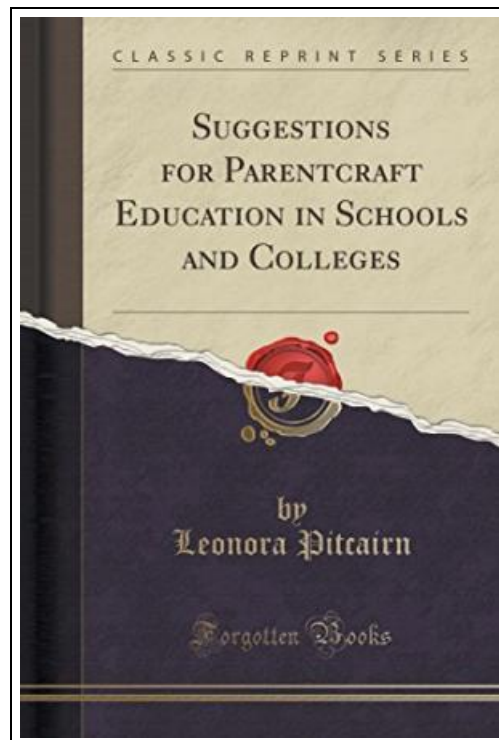 CLASSIC REPRINT SERIES
SUGGESTIONS
FOR PARENTCRAFT
EDUCATION IN SCHOOLS
AND COLLEGES
by
Leonora Pitcairn
Forgotten Books